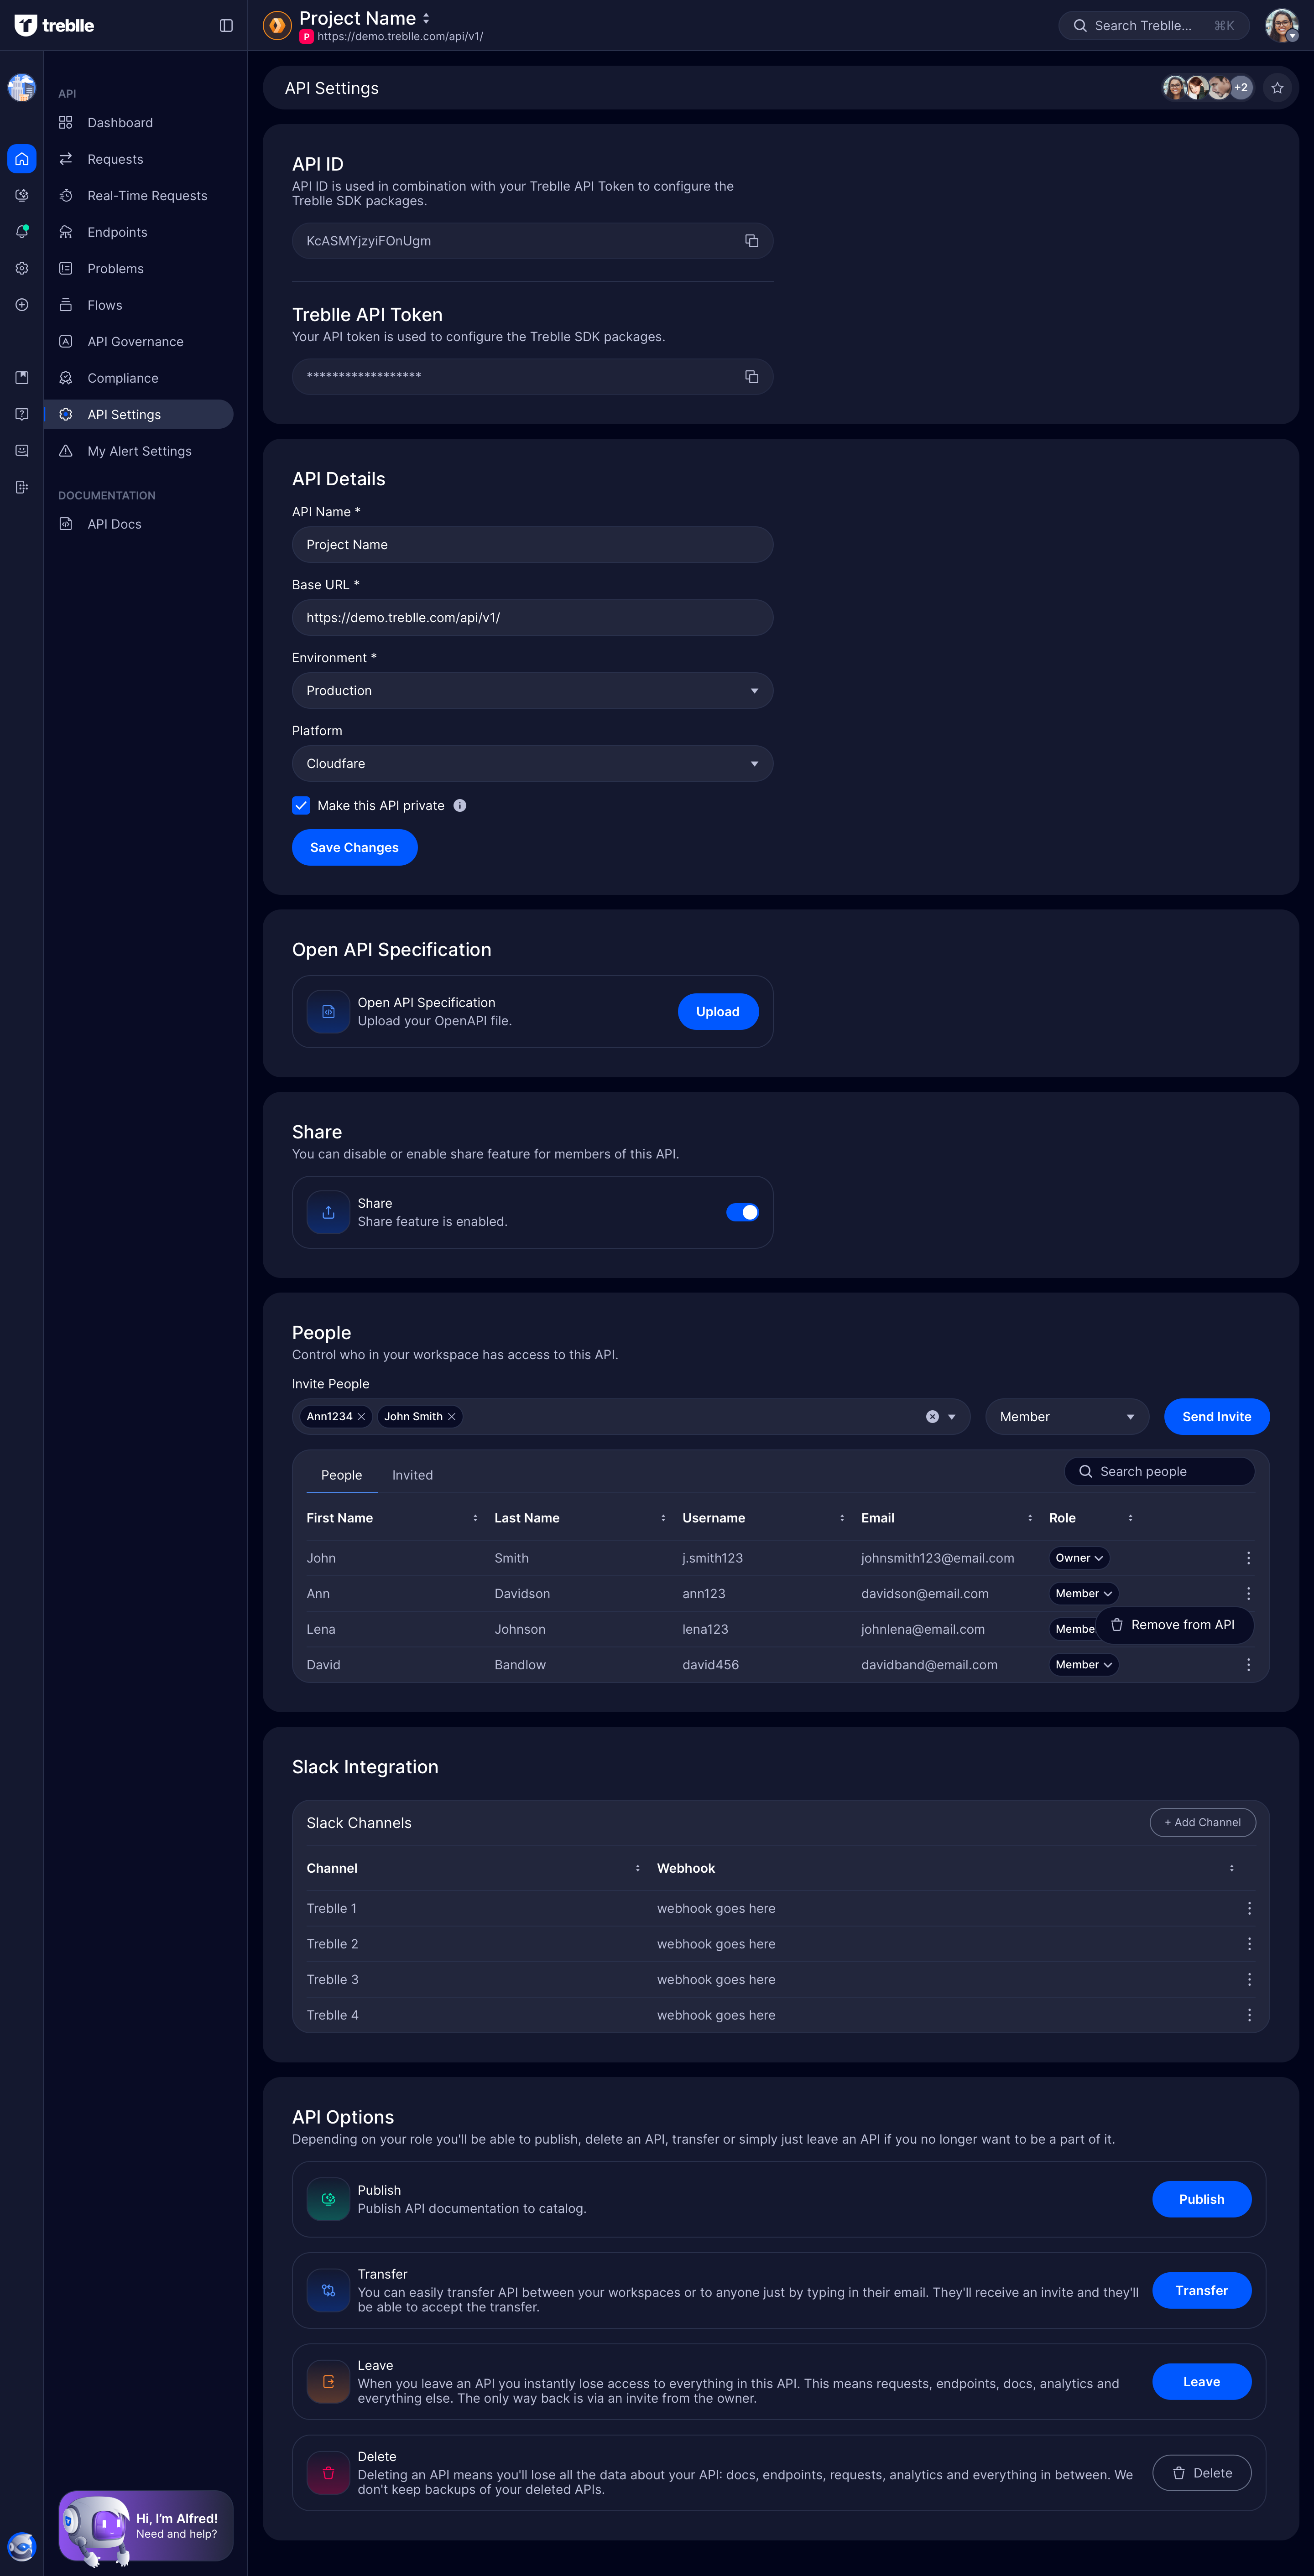 treblle
Project Name
P https://demo.treblle.com/api/v1/
Search Treblle... ⌘K
API
Dashboard
Requests
Real-Time Requests
Endpoints
Problems
Flows
API Governance
Compliance
API Settings
My Alert Settings
DOCUMENTATION
API Docs
Hi, I'm Alfred!
Need and help?
API Settings
+2
API ID
API ID is used in combination with your Treblle API Token to configure the
Treblle SDK packages.
KcASMYjzyiFOnUgm
Treblle API Token
Your API token is used to configure the Treblle SDK packages.
******************
API Details
API Name *
Project Name
Base URL *
https://demo.treblle.com/api/v1/
Environment *
Production
Platform
Cloudfare
Make this API private
Save Changes
Open API Specification
Open API Specification
Upload your OpenAPI file.
Upload
Share
You can disable or enable share feature for members of this API.
Share
Share feature is enabled.
People
Control who in your workspace has access to this API.
Invite People
Ann1234 John Smith Member Send Invite
People Invited Search people
First Name Last Name Username Email Role
John Smith j.smith123 johnsmith123@email.com Owner
Ann Davidson ann123 davidson@email.com Member
Lena Johnson lena123 johnlena@email.com Membe
Remove from API
David Bandlow david456 davidband@email.com Member
Slack Integration
Slack Channels + Add Channel
Channel Webhook
Treblle 1 webhook goes here
Treblle 2 webhook goes here
Treblle 3 webhook goes here
Treblle 4 webhook goes here
API Options
Depending on your role you'll be able to publish, delete an API, transfer or simply just leave an API if you no longer want to be a part of it.
Publish
Publish API documentation to catalog.
Publish
Transfer
You can easily transfer API between your workspaces or to anyone just by typing in their email. They'll receive an invite and they'll
be able to accept the transfer.
Transfer
Leave
When you leave an API you instantly lose access to everything in this API. This means requests, endpoints, docs, analytics and
everything else. The only way back is via an invite from the owner.
Leave
Delete
Deleting an API means you'll lose all the data about your API: docs, endpoints, requests, analytics and everything in between. We
don't keep backups of your deleted APIs.
Delete